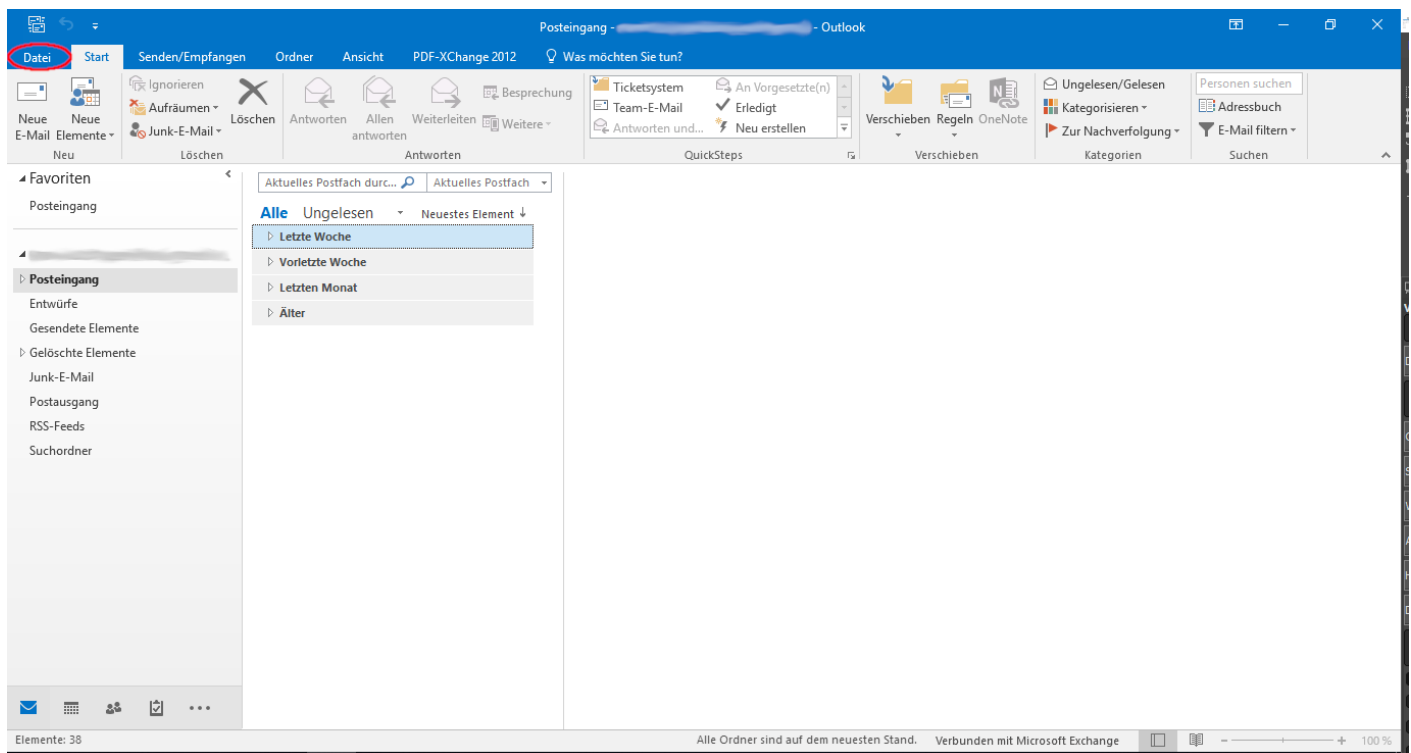 Posteingang - - Outlook
Datei Start Senden/Empfangen Ordner Ansicht PDF-XChange 2012 Was möchten Sie tun?
Neue E-Mail
Neue Elemente
Neu
Ignorieren
Aufräumen
Junk-E-Mail
Löschen
Löschen
Antworten
Allen antworten
Weiterleiten
Besprechung
Weitere
Antworten
Ticketsystem
Team-E-Mail
Antworten und...
An Vorgesetzte(n)
Erledigt
Neu erstellen
QuickSteps
Verschieben
Regeln
OneNote
Verschieben
Ungelesen/Gelesen
Kategorisieren
Zur Nachverfolgung
Kategorien
Personen suchen
Adressbuch
E-Mail filtern
Suchen
Favoriten
Posteingang
Posteingang
Entwürfe
Gesendete Elemente
Gelöschte Elemente
Junk-E-Mail
Postausgang
RSS-Feeds
Suchordner
Aktuelles Postfach durc... Aktuelles Postfach
Alle Ungelesen Neuestes Element
Letzte Woche
Vorletzte Woche
Letzten Monat
Älter
Elemente: 38
Alle Ordner sind auf dem neuesten Stand. Verbunden mit Microsoft Exchange 100 %